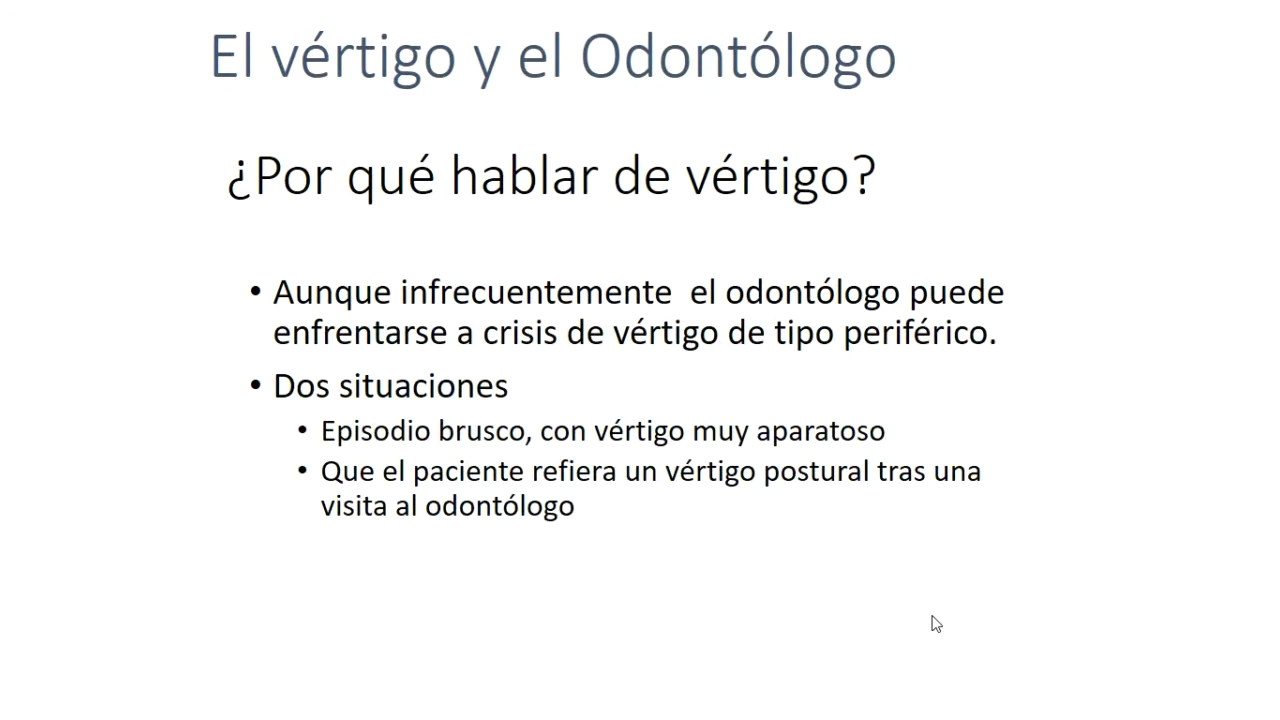 El vértigo y el Odontólogo
¿Por qué hablar de vértigo?
• Aunque infrecuentemente el odontólogo puede
enfrentarse a crisis de vértigo de tipo periférico.
• Dos situaciones
• Episodio brusco, con vértigo muy aparatoso
• Que el paciente refiera un vértigo postural tras una
visita al odontólogo